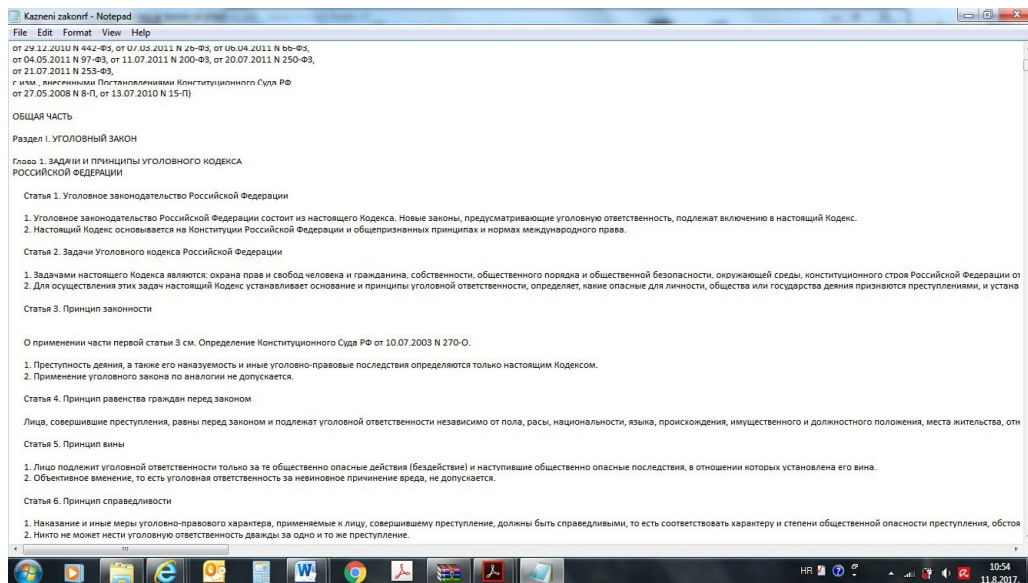 Kazneni zakonrf - Notepad
File Edit Format View Help
от 29.12.2010 N 442-ФЗ, от 07.03.2011 N 26-ФЗ, от 06.04.2011 N 66-ФЗ,
от 04.05.2011 N 97-ФЗ, от 11.07.2011 N 200-ФЗ, от 20.07.2011 N 250-ФЗ,
от 21.07.2011 N 253-ФЗ,
с изм., внесенными Постановлениями Конституционного Суда РФ
от 27.05.2008 N 8-П, от 13.07.2010 N 15-П)
ОБЩАЯ ЧАСТЬ
Раздел I. УГОЛОВНЫЙ ЗАКОН
Глава 1. ЗАДАЧИ И ПРИНЦИПЫ УГОЛОВНОГО КОДЕКСА
РОССИЙСКОЙ ФЕДЕРАЦИИ
Статья 1. Уголовное законодательство Российской Федерации
1. Уголовное законодательство Российской Федерации состоит из настоящего Кодекса. Новые законы, предусматривающие уголовную ответственность, подлежат включению в настоящий Кодекс.
2. Настоящий Кодекс основывается на Конституции Российской Федерации и общепризнанных принципах и нормах международного права.
Статья 2. Задачи Уголовного кодекса Российской Федерации
1. Задачами настоящего Кодекса являются: охрана прав и свобод человека и гражданина, собственности, общественного порядка и общественной безопасности, окружающей среды, конституционного строя Российской Федерации от
2. Для осуществления этих задач настоящий Кодекс устанавливает основание и принципы уголовной ответственности, определяет, какие опасные для личности, общества или государства деяния признаются преступлениями, и устана
Статья 3. Принцип законности
О применении части первой статьи 3 см. Определение Конституционного Суда РФ от 10.07.2003 N 270-О.
1. Преступность деяния, а также его наказуемость и иные уголовно-правовые последствия определяются только настоящим Кодексом.
2. Применение уголовного закона по аналогии не допускается.
Статья 4. Принцип равенства граждан перед законом
Лица, совершившие преступления, равны перед законом и подлежат уголовной ответственности независимо от пола, расы, национальности, языка, происхождения, имущественного и должностного положения, места жительства, отн
Статья 5. Принцип вины
1. Лицо подлежит уголовной ответственности только за те общественно опасные действия (бездействие) и наступившие общественно опасные последствия, в отношении которых установлена его вина.
2. Объективное вменение, то есть уголовная ответственность за невиновное причинение вреда, не допускается.
Статья 6. Принцип справедливости
1. Наказание и иные меры уголовно-правового характера, применяемые к лицу, совершившему преступление, должны быть справедливыми, то есть соответствовать характеру и степени общественной опасности преступления, обстоя
2. Никто не может нести уголовную ответственность дважды за одно и то же преступление.
HR
10:54
11.8.2017